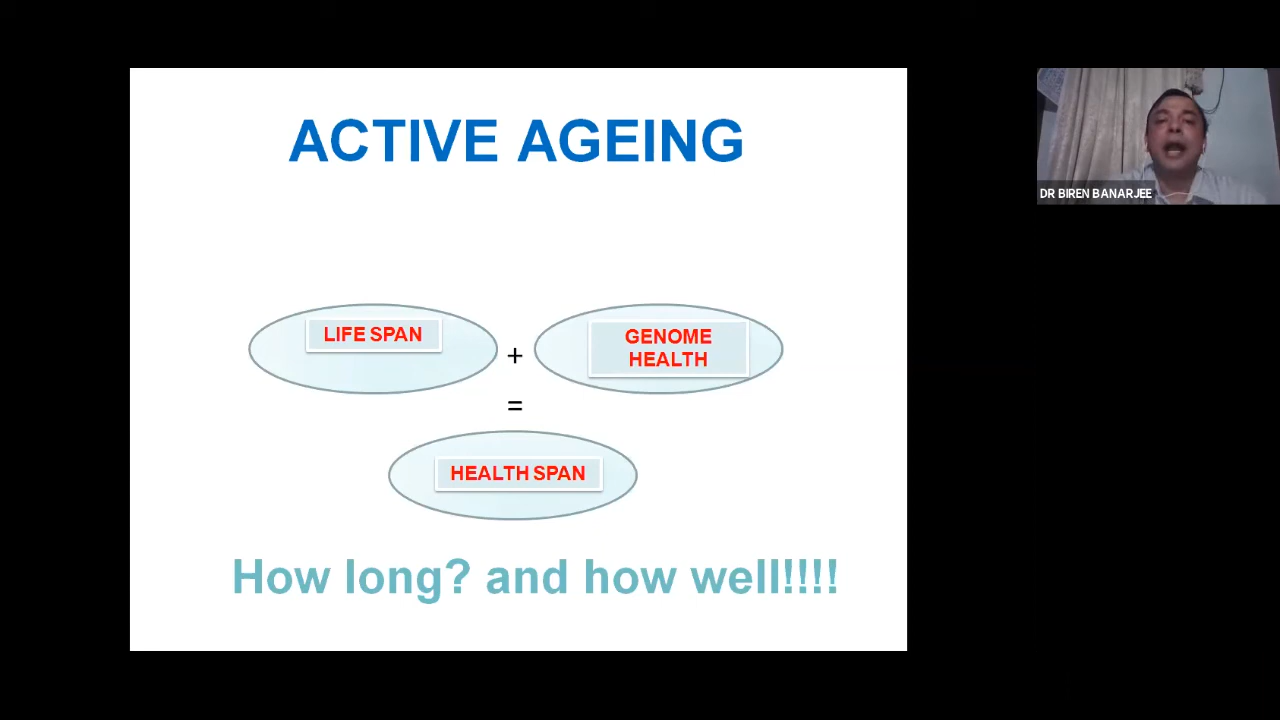 ACTIVE AGEING
LIFE SPAN
+
GENOME
HEALTH
=
HEALTH SPAN
How long? and how well!!!!
DR BIREN BANARJEE